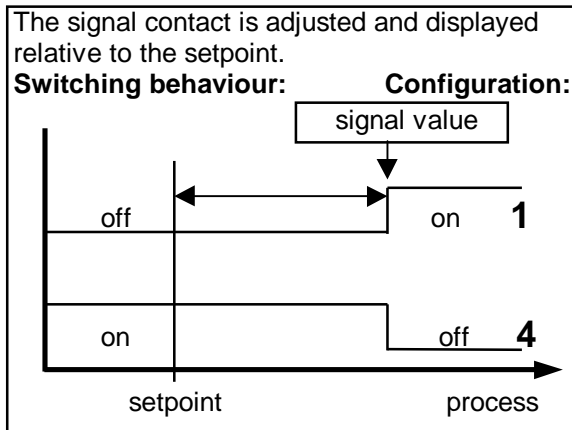 The signal contact is adjusted and displayed
relative to the setpoint.
Switching behaviour: Configuration:
signal value
off on 1
on off 4
setpoint process